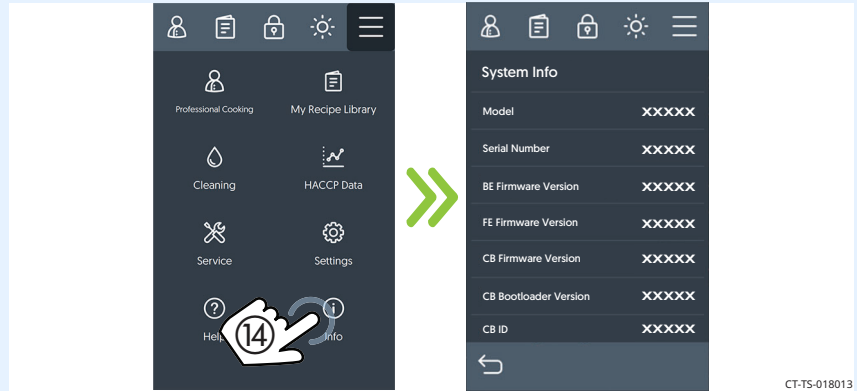 Professional Cooking
My Recipe Library
Cleaning
HACCP Data
Service
Settings
Help
Info
14
System Info
Model XXXXX
Serial Number XXXXX
BE Firmware Version XXXXX
FE Firmware Version XXXXX
CB Firmware Version XXXXX
CB Bootloader Version XXXXX
CB ID XXXXX
CT-TS-018013